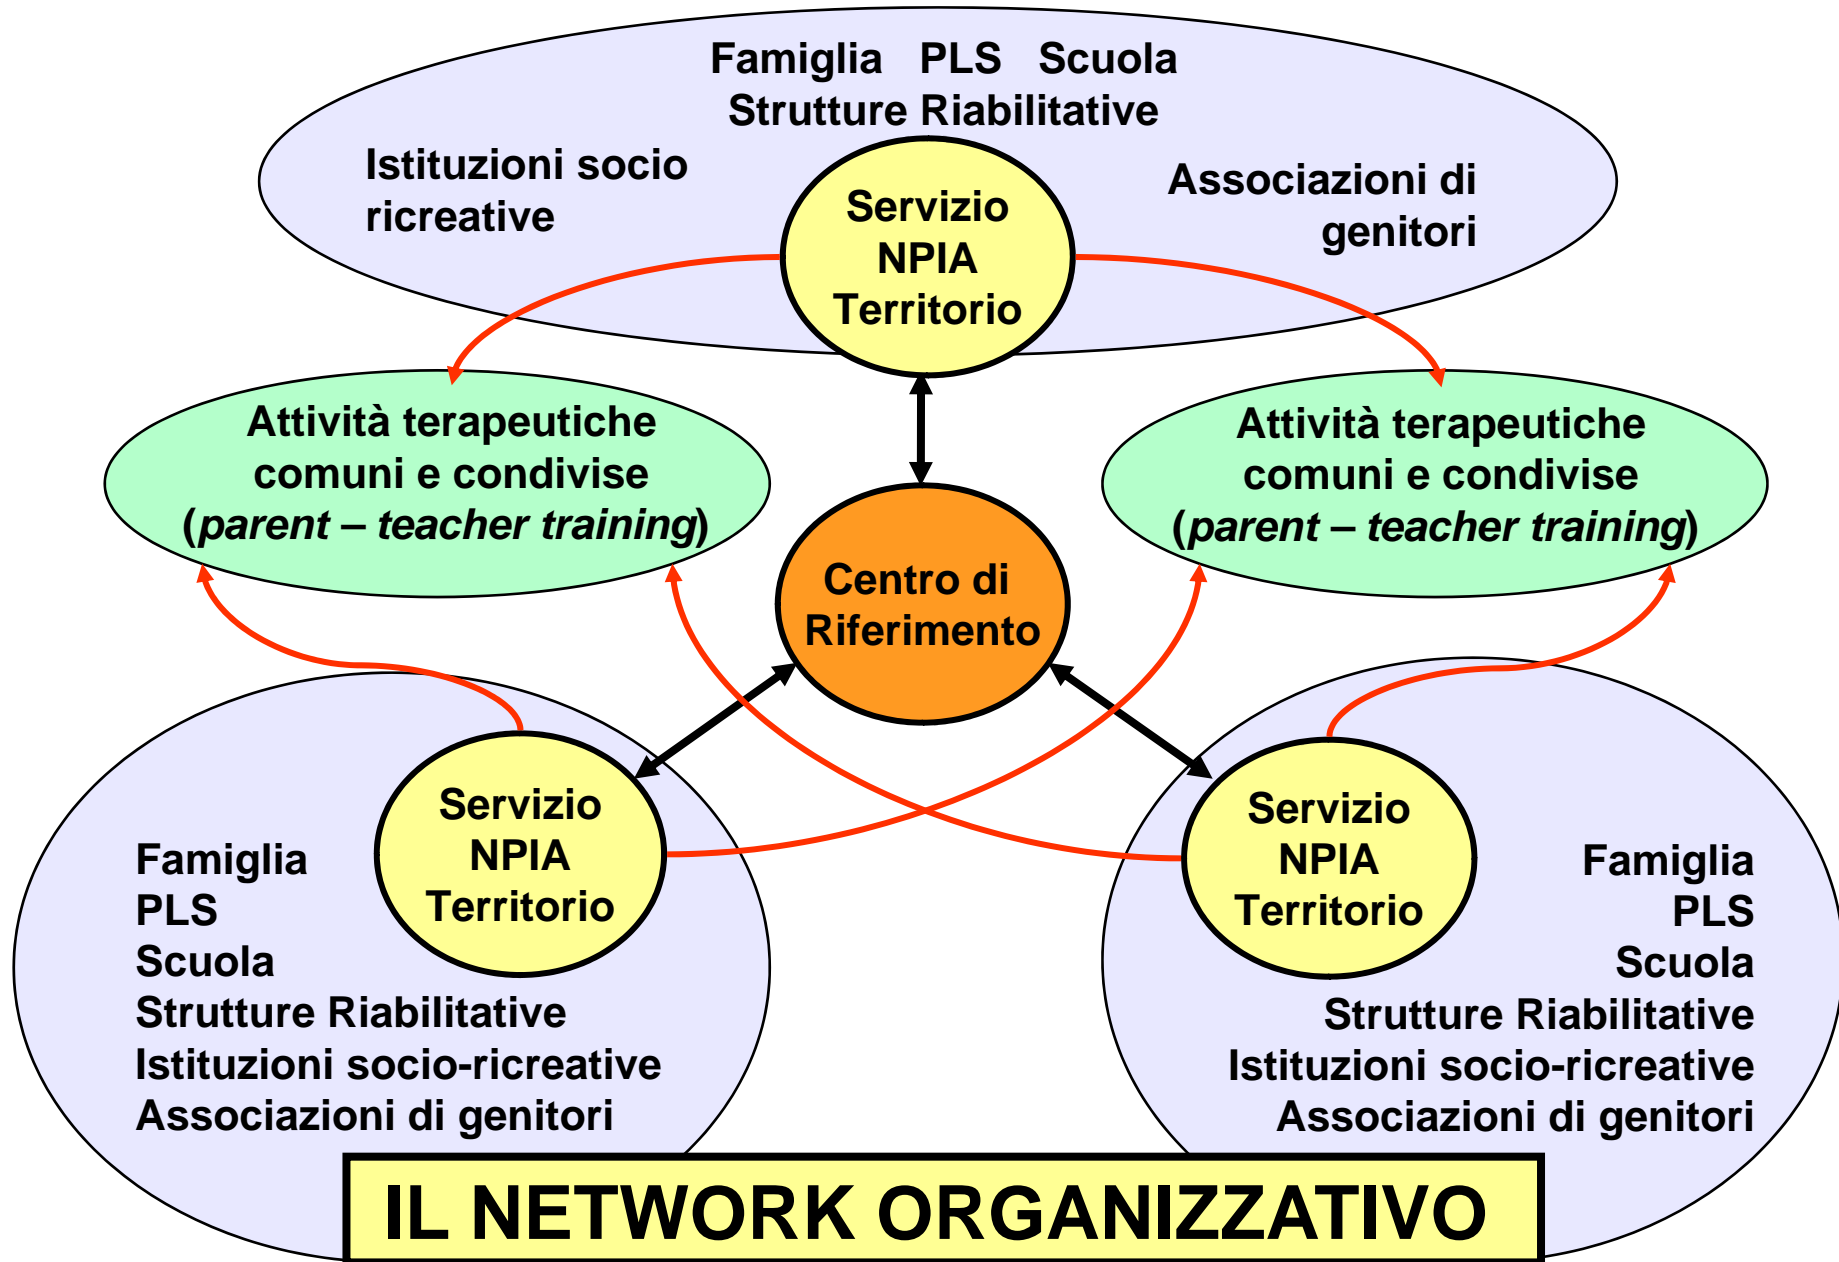 Famiglia PLS Scuola
Strutture Riabilitative
Istituzioni socio
ricreative
Servizio
NPIA
Territorio
Associazioni di
genitori
Attività terapeutiche
comuni e condivise
(parent – teacher training)
Attività terapeutiche
comuni e condivise
(parent – teacher training)
Centro di
Riferimento
Servizio
NPIA
Territorio
Famiglia
PLS
Scuola
Strutture Riabilitative
Istituzioni socio-ricreative
Associazioni di genitori
Servizio
NPIA
Territorio
Famiglia
PLS
Scuola
Strutture Riabilitative
Istituzioni socio-ricreative
Associazioni di genitori
IL NETWORK ORGANIZZATIVO